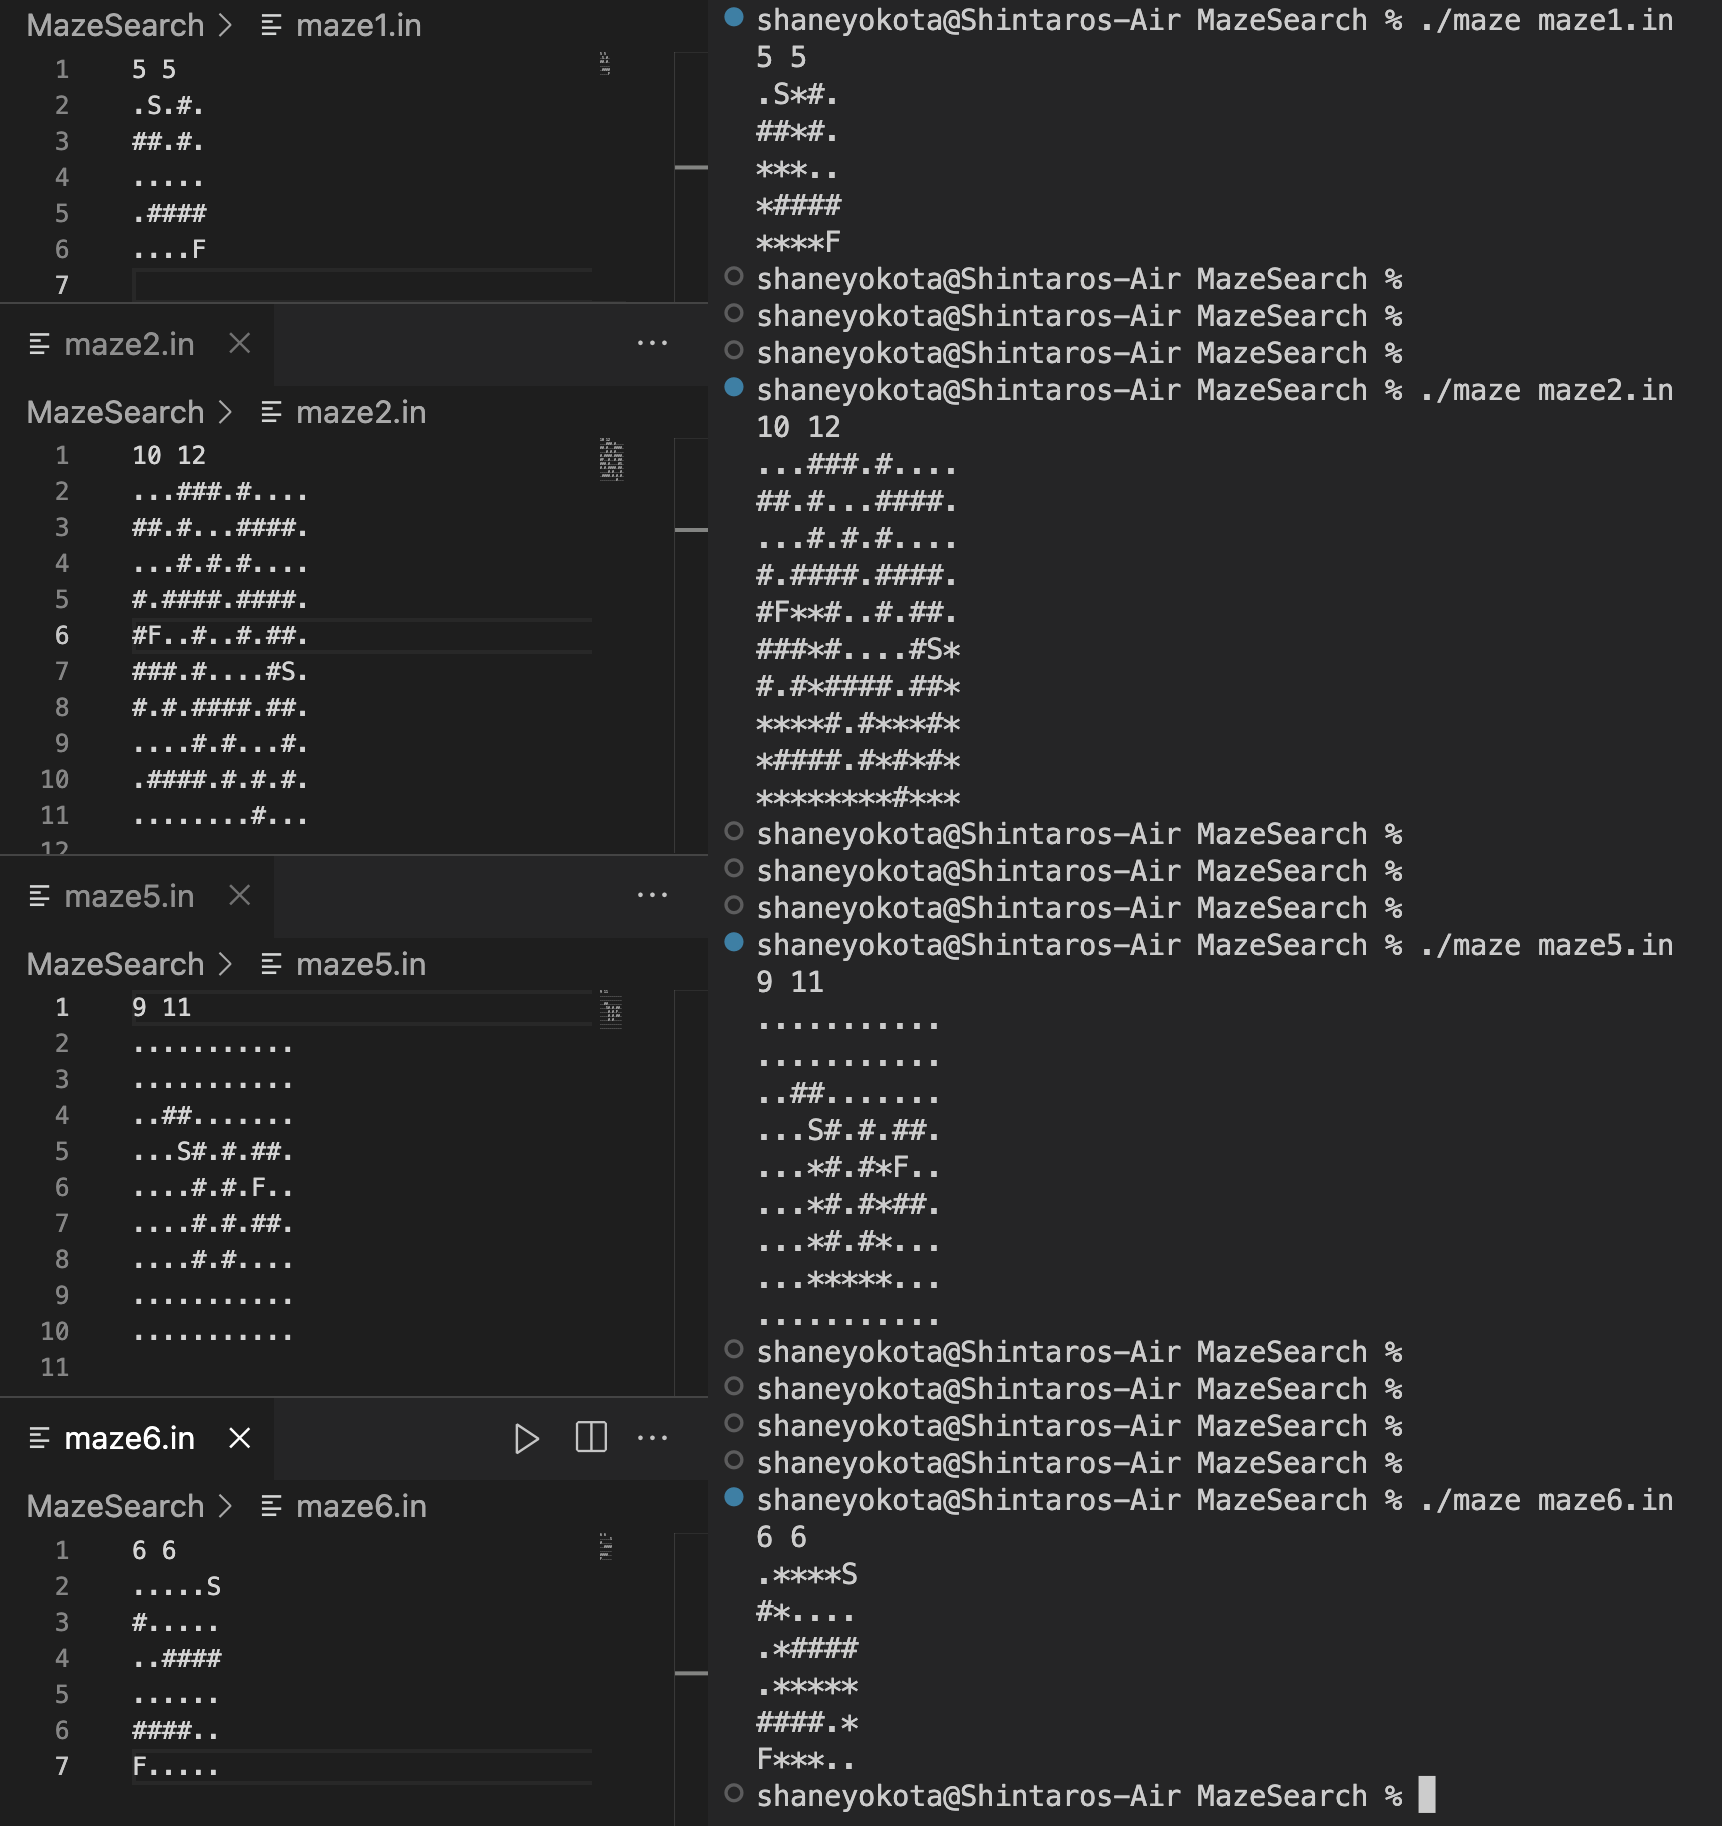 MazeSearch > maze1.in
1 5 5
2 .S.#.
3 ##.#.
4 .....
5 .####
6 ....F
7
maze2.in
MazeSearch > maze2.in
1 10 12
2 ...###.#....
3 ##.#...####.
4 ...#.#.#....
5 #.####.####.
6 #F..#..#.##.
7 ###.#....#S.
8 #.#.####.##.
9 ....#.#...#.
10 .####.#.#.#.
11 ........#...
12
maze5.in
MazeSearch > maze5.in
1 9 11
2 ...........
3 ...........
4 ..##.......
5 ...S#.#.##.
6 ....#.#.F..
7 ....#.#.##.
8 ....#.#....
9 ...........
10 ...........
11
maze6.in
MazeSearch > maze6.in
1 6 6
2 .....S
3 #.....
4 ..####
5 ......
6 ####..
7 F.....
shaneyokota@Shintaros-Air MazeSearch % ./maze maze1.in
5 5
.S*#.
##*#.
***..
*####
****F
shaneyokota@Shintaros-Air MazeSearch %
shaneyokota@Shintaros-Air MazeSearch %
shaneyokota@Shintaros-Air MazeSearch %
shaneyokota@Shintaros-Air MazeSearch % ./maze maze2.in
10 12
...###.#....
##.#...####.
...#.#.#....
#.####.####.
#F**#..#.##.
###*#....#S*
#.#*####.##*
****#.#***#*
*####.#*#*#*
********#***
shaneyokota@Shintaros-Air MazeSearch %
shaneyokota@Shintaros-Air MazeSearch %
shaneyokota@Shintaros-Air MazeSearch %
shaneyokota@Shintaros-Air MazeSearch % ./maze maze5.in
9 11
...........
...........
..##.......
...S#.#.##.
...*#.#*F..
...*#.#*##.
...*#.#*...
...*****...
...........
shaneyokota@Shintaros-Air MazeSearch %
shaneyokota@Shintaros-Air MazeSearch %
shaneyokota@Shintaros-Air MazeSearch %
shaneyokota@Shintaros-Air MazeSearch %
shaneyokota@Shintaros-Air MazeSearch % ./maze maze6.in
6 6
.****S
#*....
.*####
.*****
####.*
F***..
shaneyokota@Shintaros-Air MazeSearch %